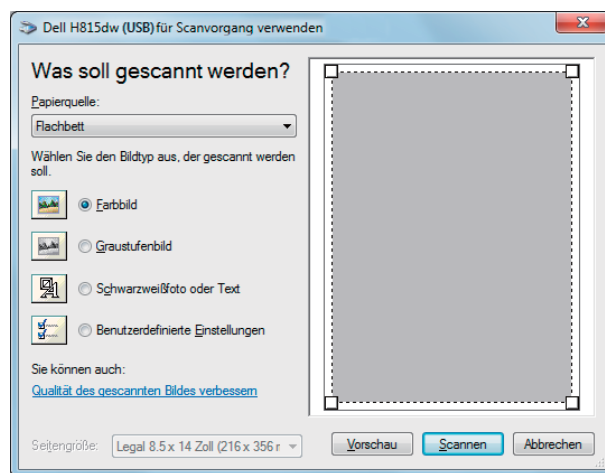 Dell H815dw (USB)für Scanvorgang verwenden
Was soll gescannt werden?
Papierquelle:
Flachbett
Wählen Sie den Bildtyp aus, der gescannt werden
soll.
Farbbild
Graustufenbild
Schwarzweißfoto oder Text
Benutzerdefinierte Einstellungen
Sie können auch:
Qualität des gescannten Bildes verbessern
Seitengröße:
Legal 8.5 x 14 Zoll (216 x 356 r
Vorschau
Scannen
Abbrechen